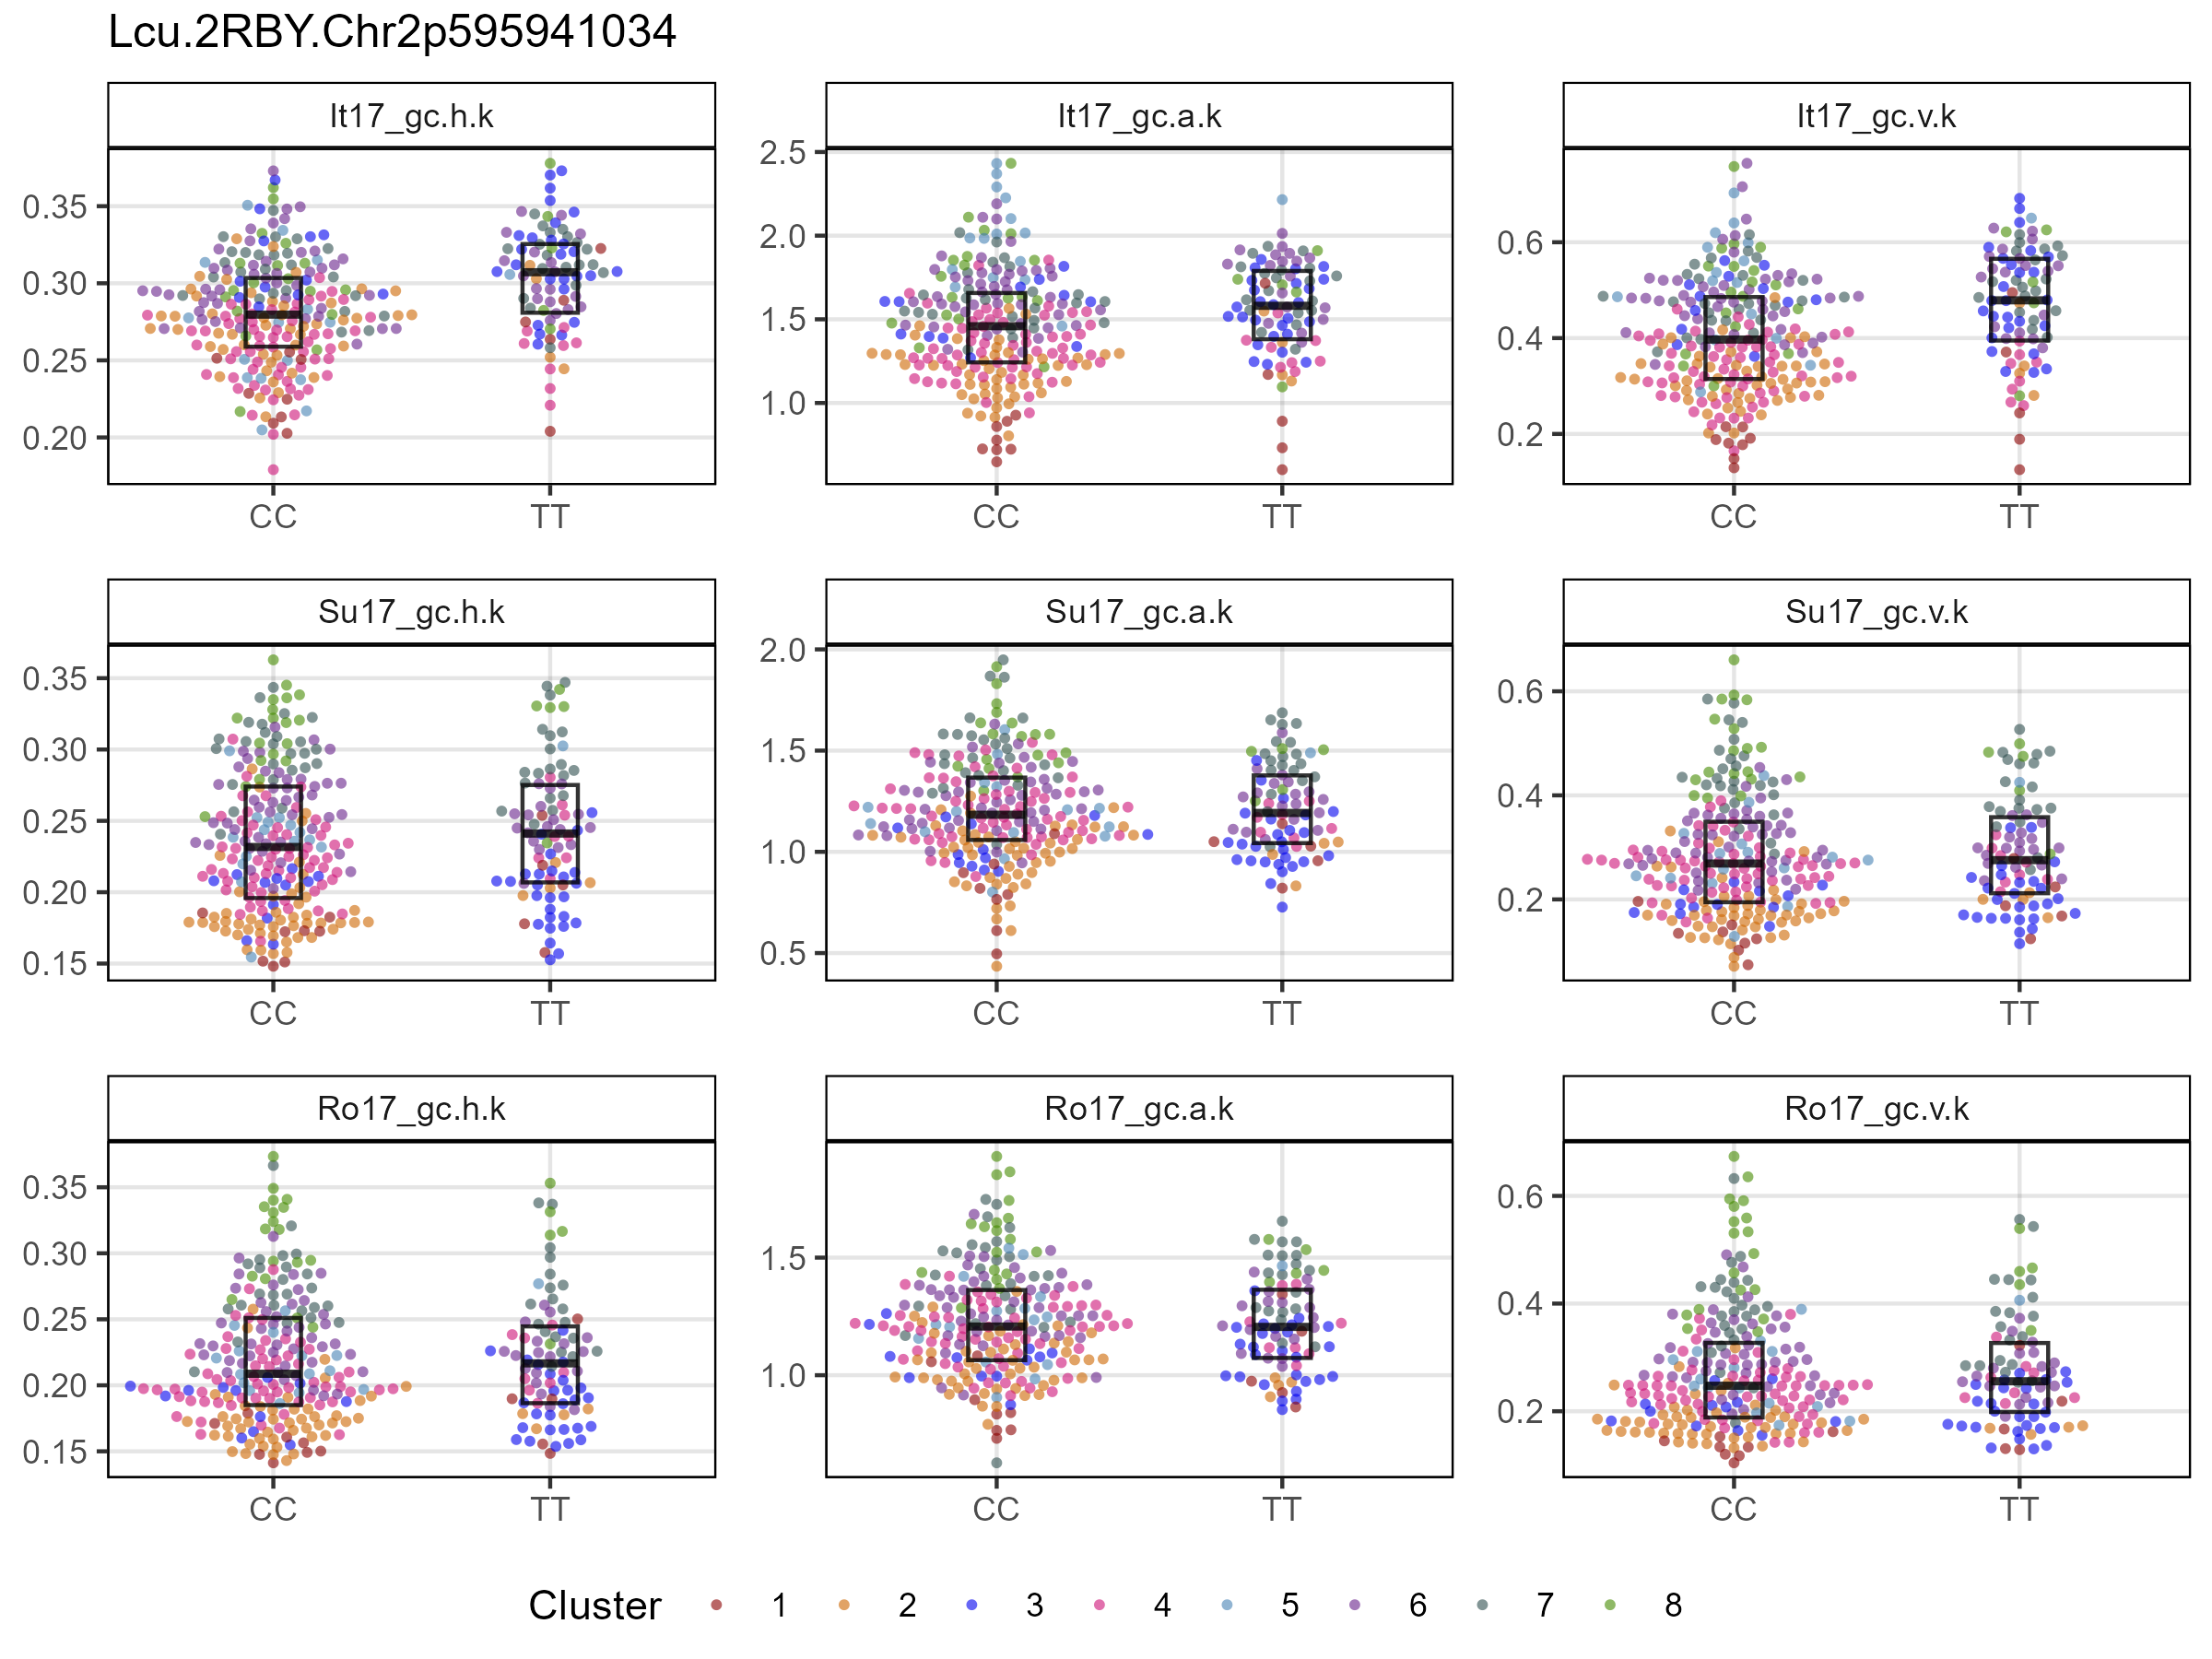 Lcu.2RBY.Chr2p595941034
It17_gc.h.k
It17_gc.a.k
It17_gc.v.k
0.35
0.30
0.25
0.20
CC
TT
2.5
2.0
1.5
1.0
CC
TT
0.6
0.4
0.2
CC
TT
Su17_gc.h.k
Su17_gc.a.k
Su17_gc.v.k
0.35
0.30
0.25
0.20
0.15
CC
TT
2.0
1.5
1.0
0.5
CC
TT
0.6
0.4
0.2
CC
TT
Ro17_gc.h.k
Ro17_gc.a.k
Ro17_gc.v.k
0.35
0.30
0.25
0.20
0.15
CC
TT
1.5
1.0
CC
TT
0.6
0.4
0.2
CC
TT
Cluster 1 2 3 4 5 6 7 8